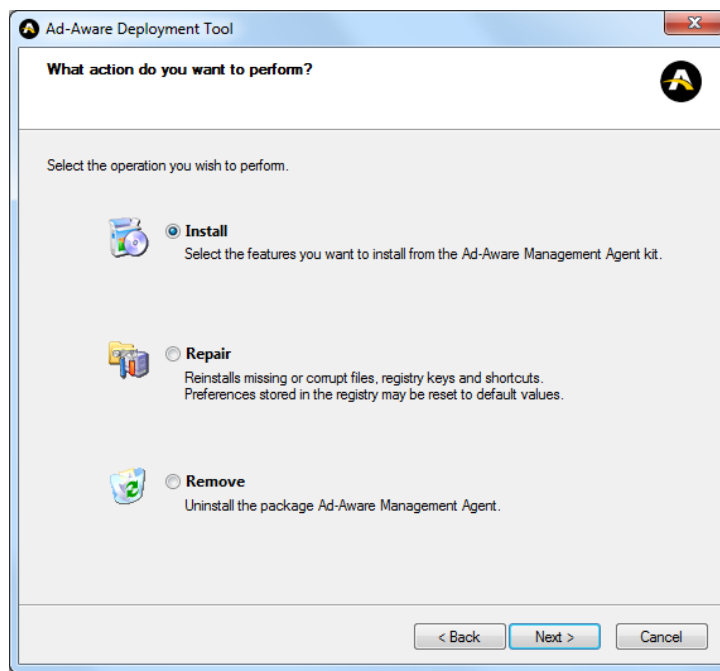 Ad-Aware Deployment Tool
What action do you want to perform?
Select the operation you wish to perform.
Install
Select the features you want to install from the Ad-Aware Management Agent kit.
Repair
Reinstalls missing or corrupt files, registry keys and shortcuts.
Preferences stored in the registry may be reset to default values.
Remove
Uninstall the package Ad-Aware Management Agent.
< Back Next > Cancel